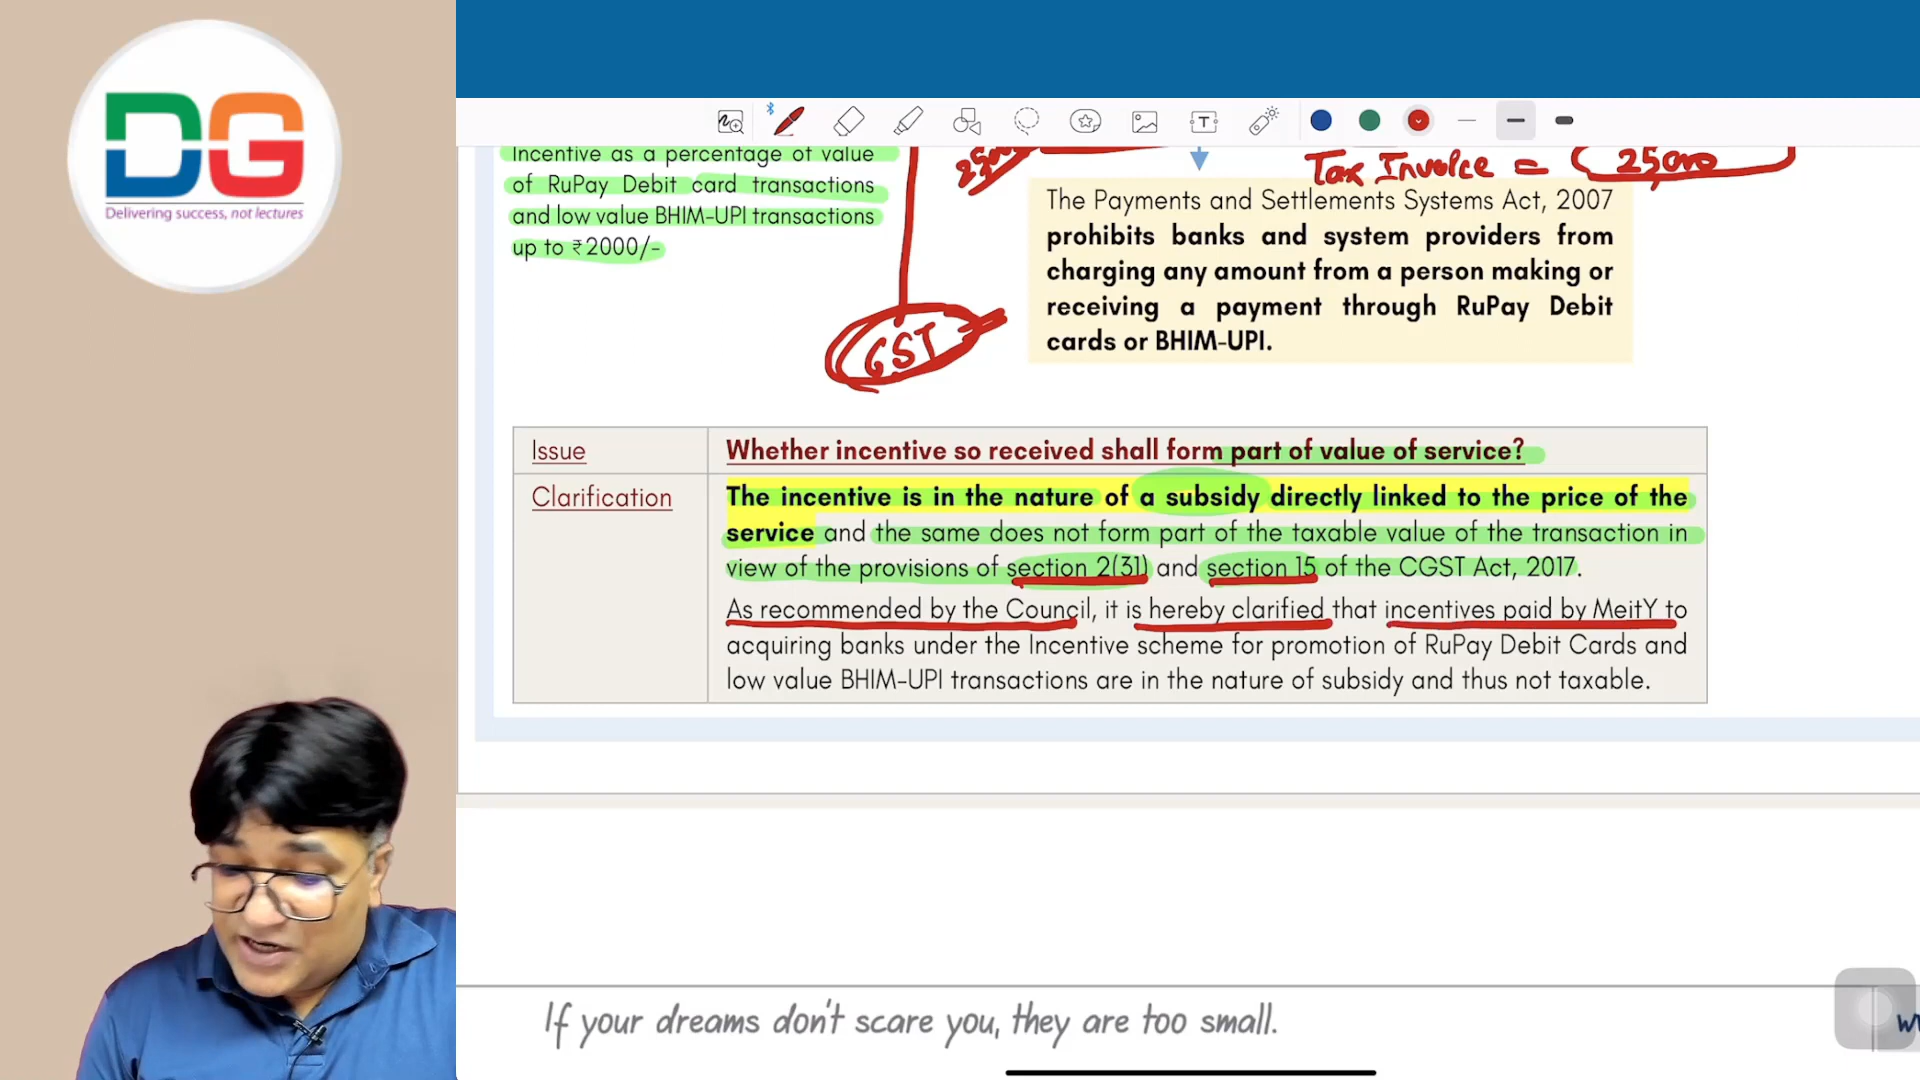 DG
Delivering success, not lectures
Incentive as a percentage of value
of RuPay Debit card transactions
and low value BHIM-UPI transactions
up to ₹2000/-
Tax Invoice = 25,000
The Payments and Settlements Systems Act, 2007
prohibits banks and system providers from
charging any amount from a person making or
receiving a payment through RuPay Debit
cards or BHIM-UPI.
GST
Issue
Whether incentive so received shall form part of value of service?
Clarification
The incentive is in the nature of a subsidy directly linked to the price of the
service and the same does not form part of the taxable value of the transaction in
view of the provisions of section 2(31) and section 15 of the CGST Act, 2017.
As recommended by the Council, it is hereby clarified that incentives paid by MeitY to
acquiring banks under the Incentive scheme for promotion of RuPay Debit Cards and
low value BHIM-UPI transactions are in the nature of subsidy and thus not taxable.
If your dreams don't scare you, they are too small.